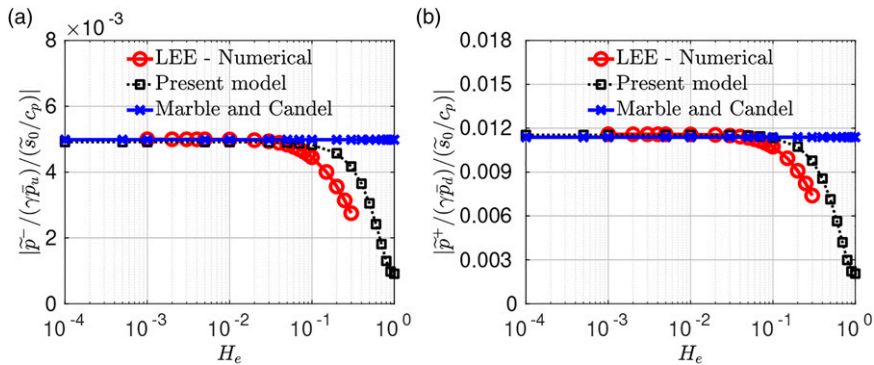 (a)
×10⁻³
8
6
4
2
0
|p̃⁻/(γp̄ᵤ)/(s̃₀/cₚ)|
LEE - Numerical
Present model
Marble and Candel
10⁻⁴ 10⁻³ 10⁻² 10⁻¹ 10⁰
Hₑ
(b)
0.018
0.015
0.012
0.009
0.006
0.003
0
|p̃⁺/(γp̄_d)/(s̃₀/cₚ)|
LEE - Numerical
Present model
Marble and Candel
10⁻⁴ 10⁻³ 10⁻² 10⁻¹ 10⁰
Hₑ